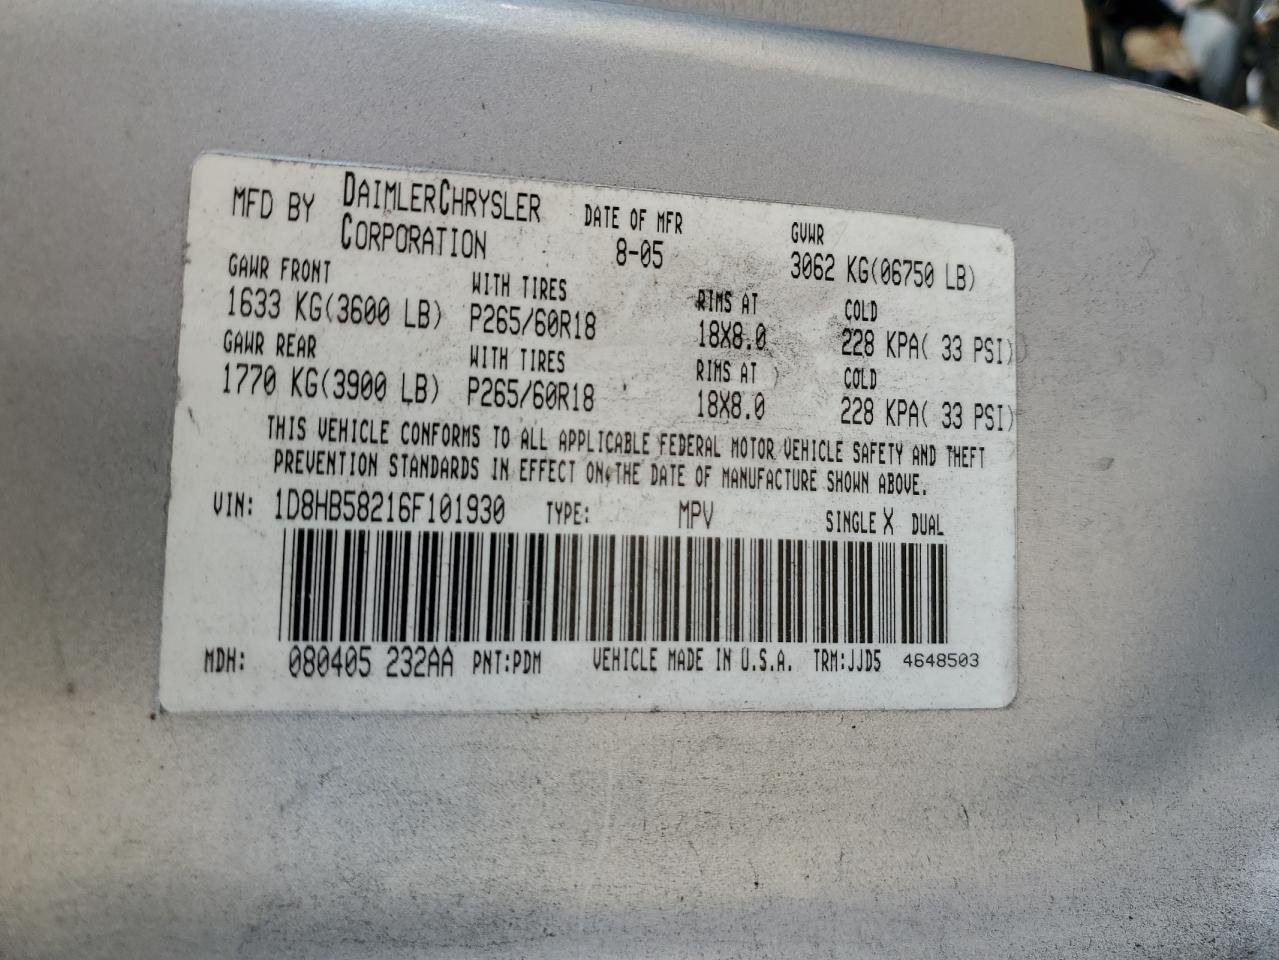 MFD BY DAIMLERCHRYSLER CORPORATION DATE OF MFR 8-05 GVWR 3062 KG(06750 LB)
GAWR FRONT WITH TIRES RIMS AT COLD
1633 KG(3600 LB) P265/60R18 18X8.0 228 KPA( 33 PSI)
GAWR REAR WITH TIRES RIMS AT COLD
1770 KG(3900 LB) P265/60R18 18X8.0 228 KPA( 33 PSI)
THIS VEHICLE CONFORMS TO ALL APPLICABLE FEDERAL MOTOR VEHICLE SAFETY AND THEFT
PREVENTION STANDARDS IN EFFECT ON THE DATE OF MANUFACTURE SHOWN ABOVE.
VIN: 1D8HB58216F101930 TYPE: MPV SINGLE X DUAL
MDH: 080405 232AA PNT:PDM VEHICLE MADE IN U.S.A. TRM:JJD5 4648503